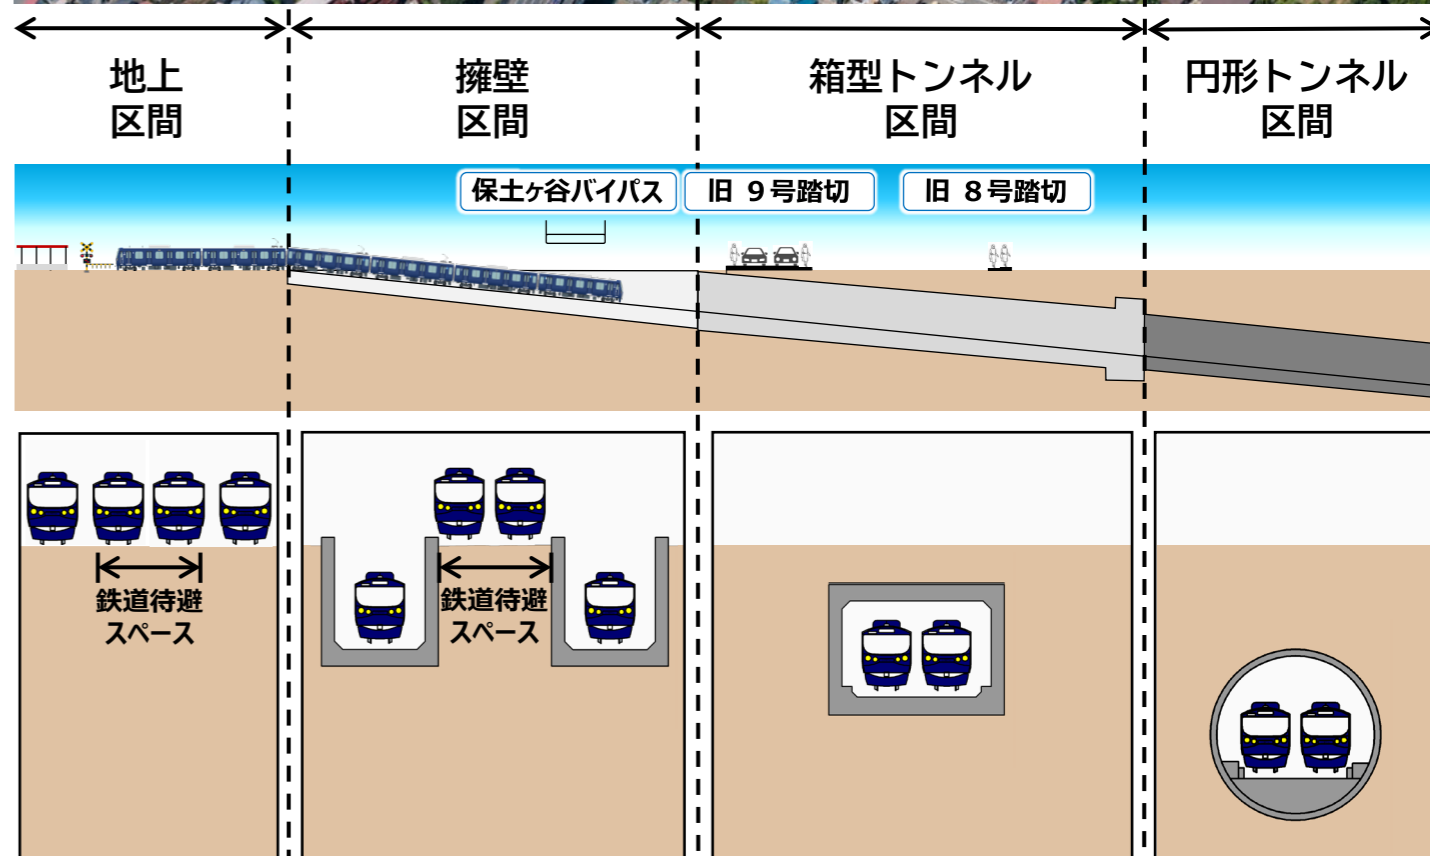 地上
区間
擁壁
区間
箱型トンネル
区間
円形トンネル
区間
保土ヶ谷バイパス
旧 9号踏切
旧 8号踏切
鉄道待避
スペース
鉄道待避
スペース